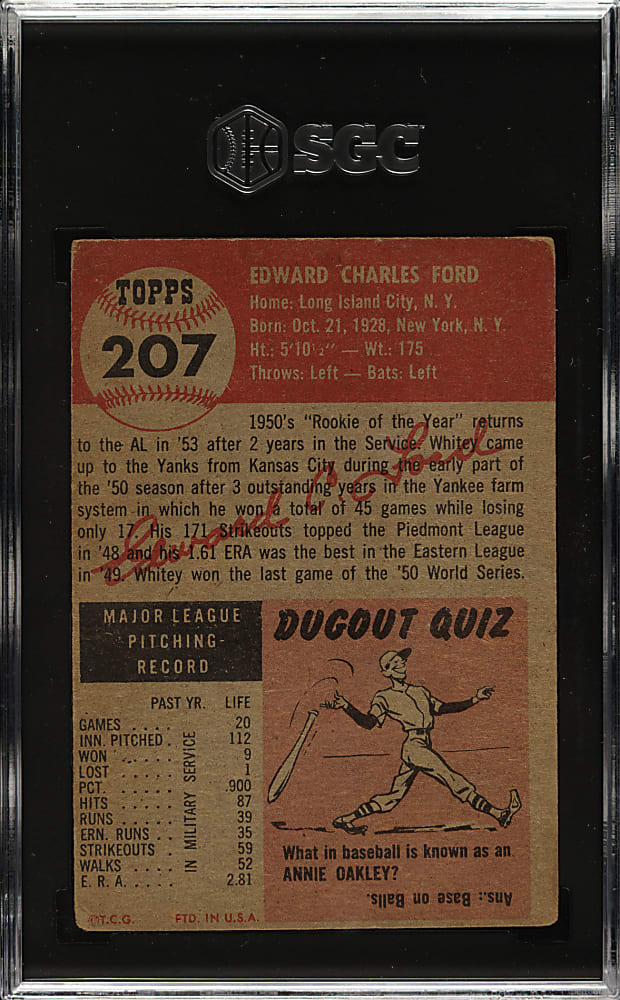 SGC
TOPPS
207
EDWARD CHARLES FORD
Home: Long Island City, N. Y.
Born: Oct. 21, 1928, New York, N. Y.
Ht.: 5'10½" — Wt.: 175
Throws: Left — Bats: Left
1950's "Rookie of the Year" returns
to the AL in '53 after 2 years in the Service. Whitey came
up to the Yanks from Kansas City during the early part of
the '50 season after 3 outstanding years in the Yankee farm
system in which he won a total of 45 games while losing
only 17. His 171 Strikeouts topped the Piedmont League
in '48 and his 1.61 ERA was the best in the Eastern League
in '49. Whitey won the last game of the '50 World Series.
Edward C. Ford
MAJOR LEAGUE
PITCHING
RECORD
PAST YR. LIFE
GAMES . . . . 20
INN. PITCHED . 112
WON . . . . . 9
LOST . . . . . 1
PCT. . . . . . .900
HITS . . . . . 87
RUNS . . . . . 39
ERN. RUNS . . 35
STRIKEOUTS . . 59
WALKS . . . . 52
E. R. A. . . . . 2.81
IN MILITARY SERVICE
©T.C.G. PTD. IN U.S.A.
DUGOUT QUIZ
What in baseball is known as an
ANNIE OAKLEY?
Ans.: Base on Balls.